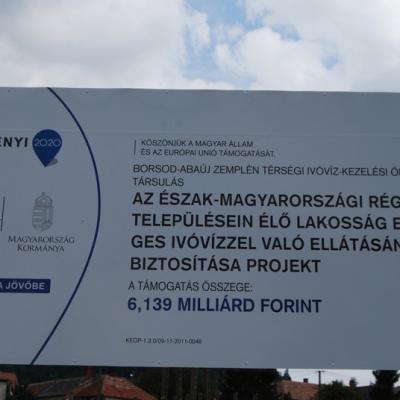 ENYI 2020
KÖSZÖNJÜK A MAGYAR ÁLLAM
ÉS AZ EURÓPAI UNIÓ TÁMOGATÁSÁT.
BORSOD-ABAÚJ ZEMPLÉN TÉRSÉGI IVÓVÍZ-KEZELÉSI Ö
TÁRSULÁS
AZ ÉSZAK-MAGYARORSZÁGI RÉG
TELEPÜLÉSEIN ÉLŐ LAKOSSÁG E
GES IVÓVÍZZEL VALÓ ELLÁTÁSÁN
BIZTOSÍTÁSA PROJEKT
A TÁMOGATÁS ÖSSZEGE:
6,139 MILLIÁRD FORINT
KEOP-1.3.0/09-11-2011-0046
MAGYARORSZÁG
KORMÁNYA
A JÖVŐBE